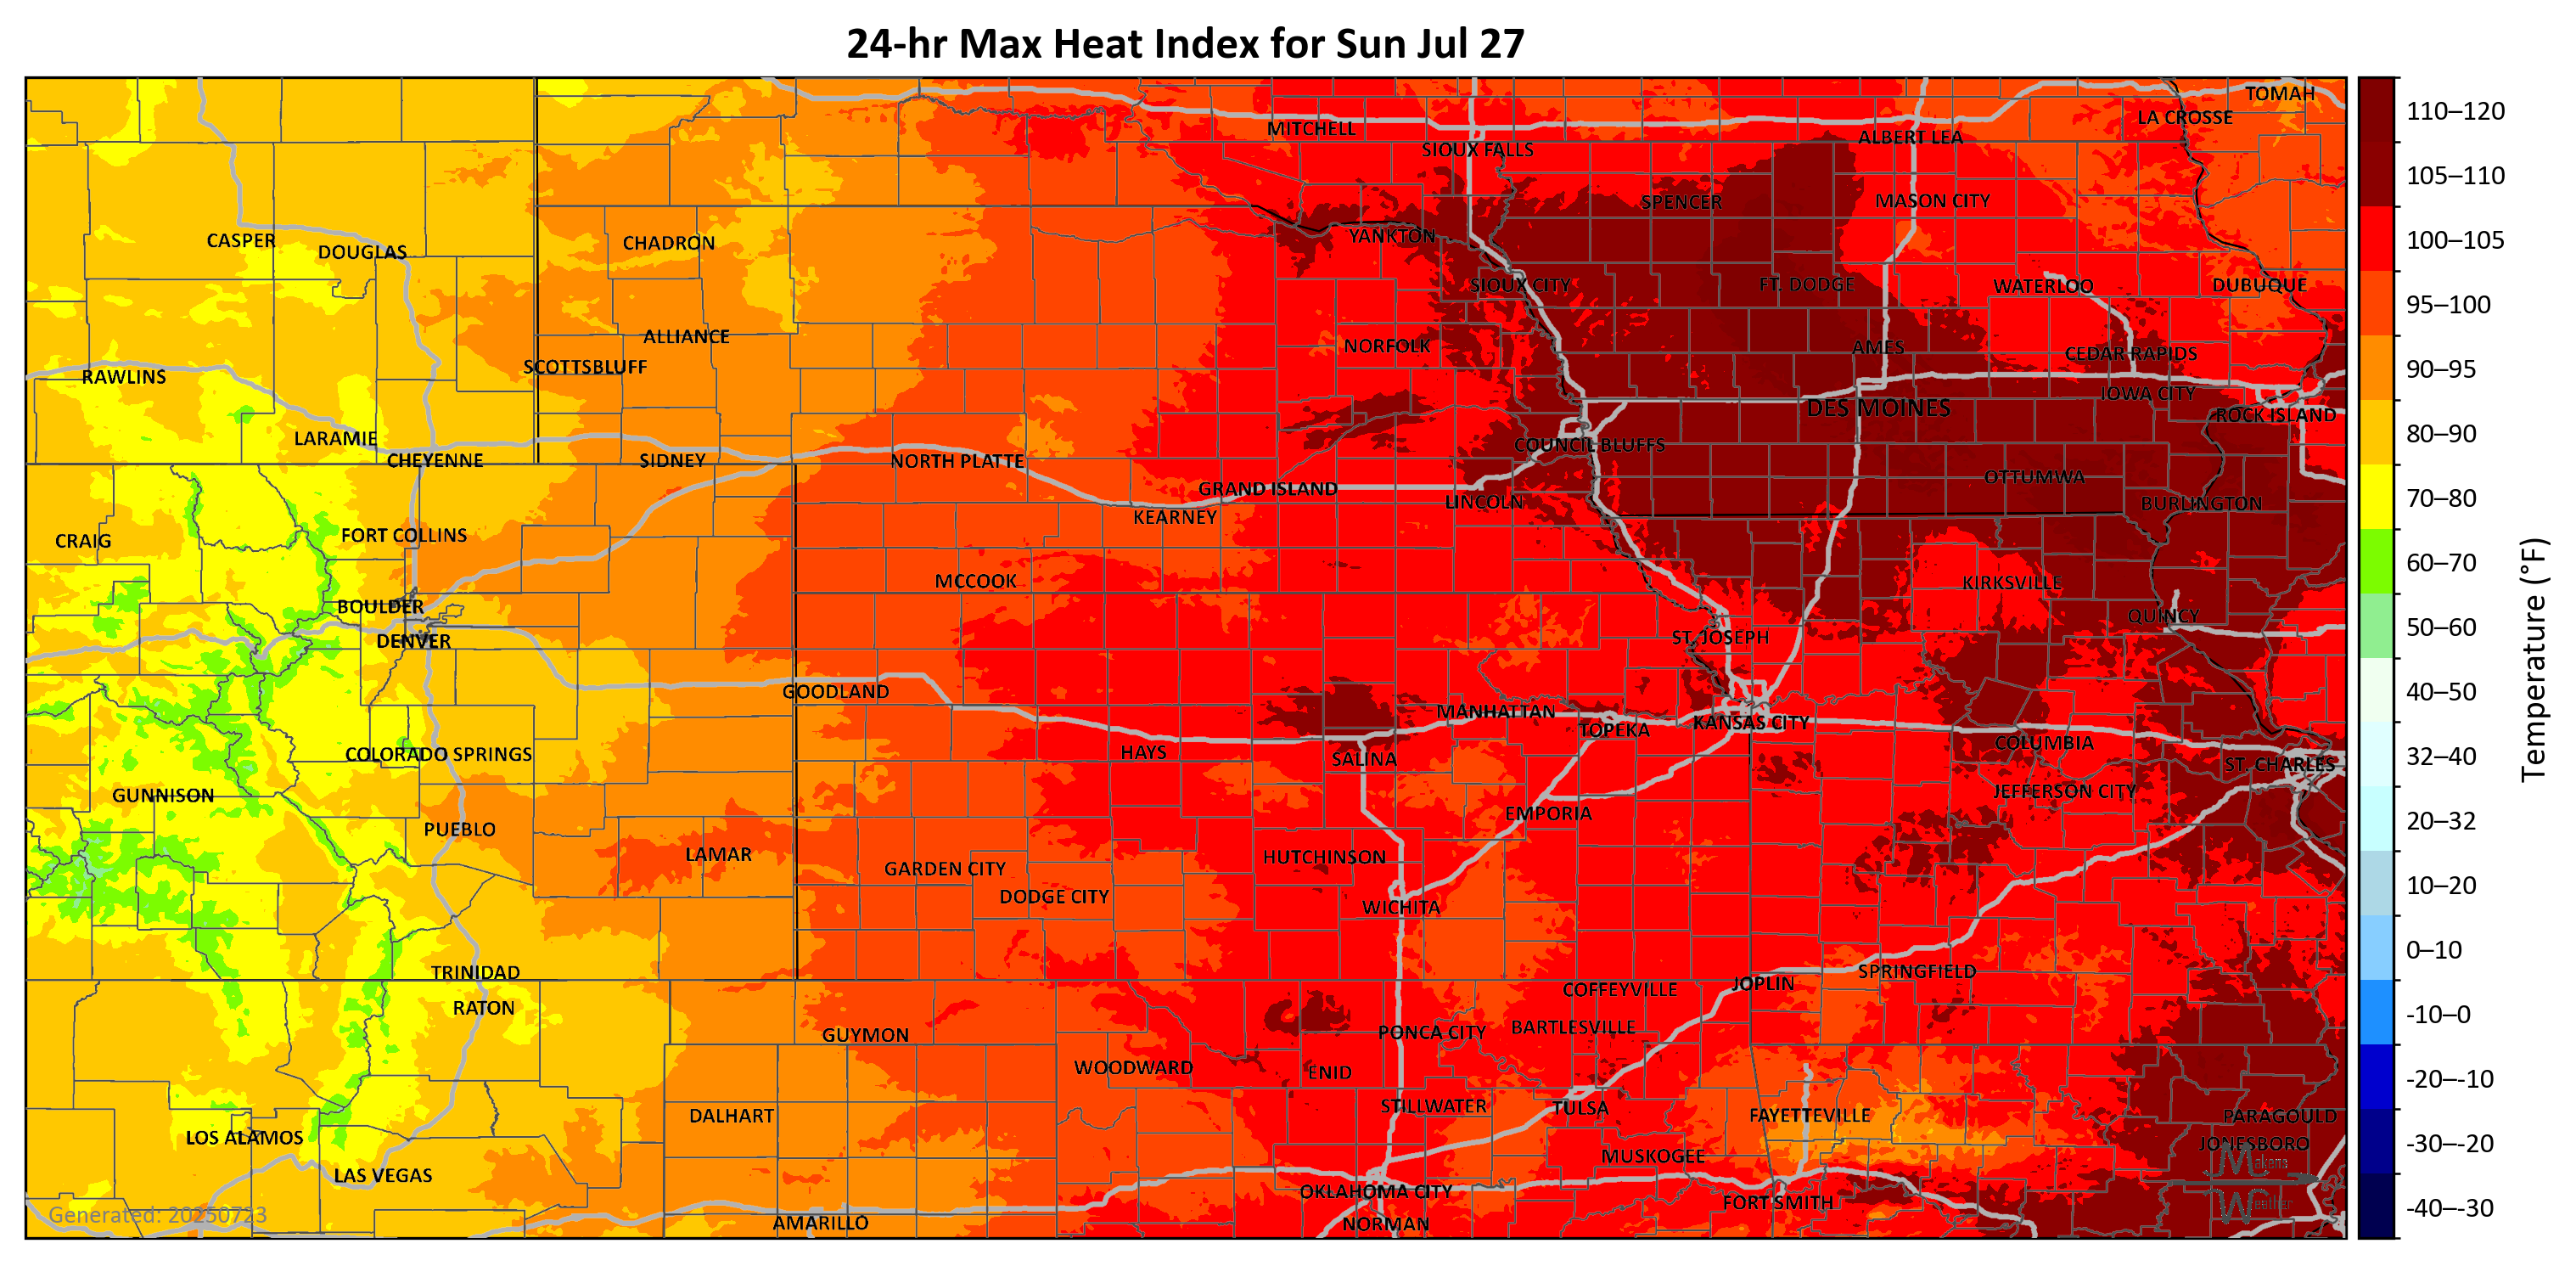 24-hr Max Heat Index for Sun Jul 27
TOMAH
LA CROSSE
MITCHELL
ALBERT LEA
SIOUX FALLS
SPENCER
MASON CITY
CASPER
DOUGLAS
CHADRON
YANKTON
SIOUX CITY
FT. DODGE
WATERLOO
DUBUQUE
ALLIANCE
NORFOLK
AMES
CEDAR RAPIDS
SCOTTSBLUFF
RAWLINS
IOWA CITY
DES MOINES
ROCK ISLAND
LARAMIE
COUNCIL BLUFFS
CHEYENNE
SIDNEY
NORTH PLATTE
OTTUMWA
GRAND ISLAND
LINCOLN
BURLINGTON
KEARNEY
CRAIG
FORT COLLINS
MCCOOK
KIRKSVILLE
BOULDER
QUINCY
DENVER
ST. JOSEPH
GOODLAND
MANHATTAN
TOPEKA
KANSAS CITY
COLUMBIA
COLORADO SPRINGS
HAYS
SALINA
ST. CHARLES
GUNNISON
JEFFERSON CITY
EMPORIA
PUEBLO
LAMAR
HUTCHINSON
GARDEN CITY
DODGE CITY
WICHITA
TRINIDAD
SPRINGFIELD
JOPLIN
COFFEYVILLE
RATON
BARTLESVILLE
GUYMON
PONCA CITY
WOODWARD
ENID
STILLWATER
TULSA
DALHART
FAYETTEVILLE
PARAGOULD
LOS ALAMOS
JONESBORO
MUSKOGEE
Makens
LAS VEGAS
OKLAHOMA CITY
FORT SMITH
Weather
Generated: 20250723
AMARILLO
NORMAN
110–120
105–110
100–105
95–100
90–95
80–90
70–80
60–70
50–60
40–50
32–40
20–32
10–20
0–10
-10–0
-20–-10
-30–-20
-40–-30
Temperature (°F)